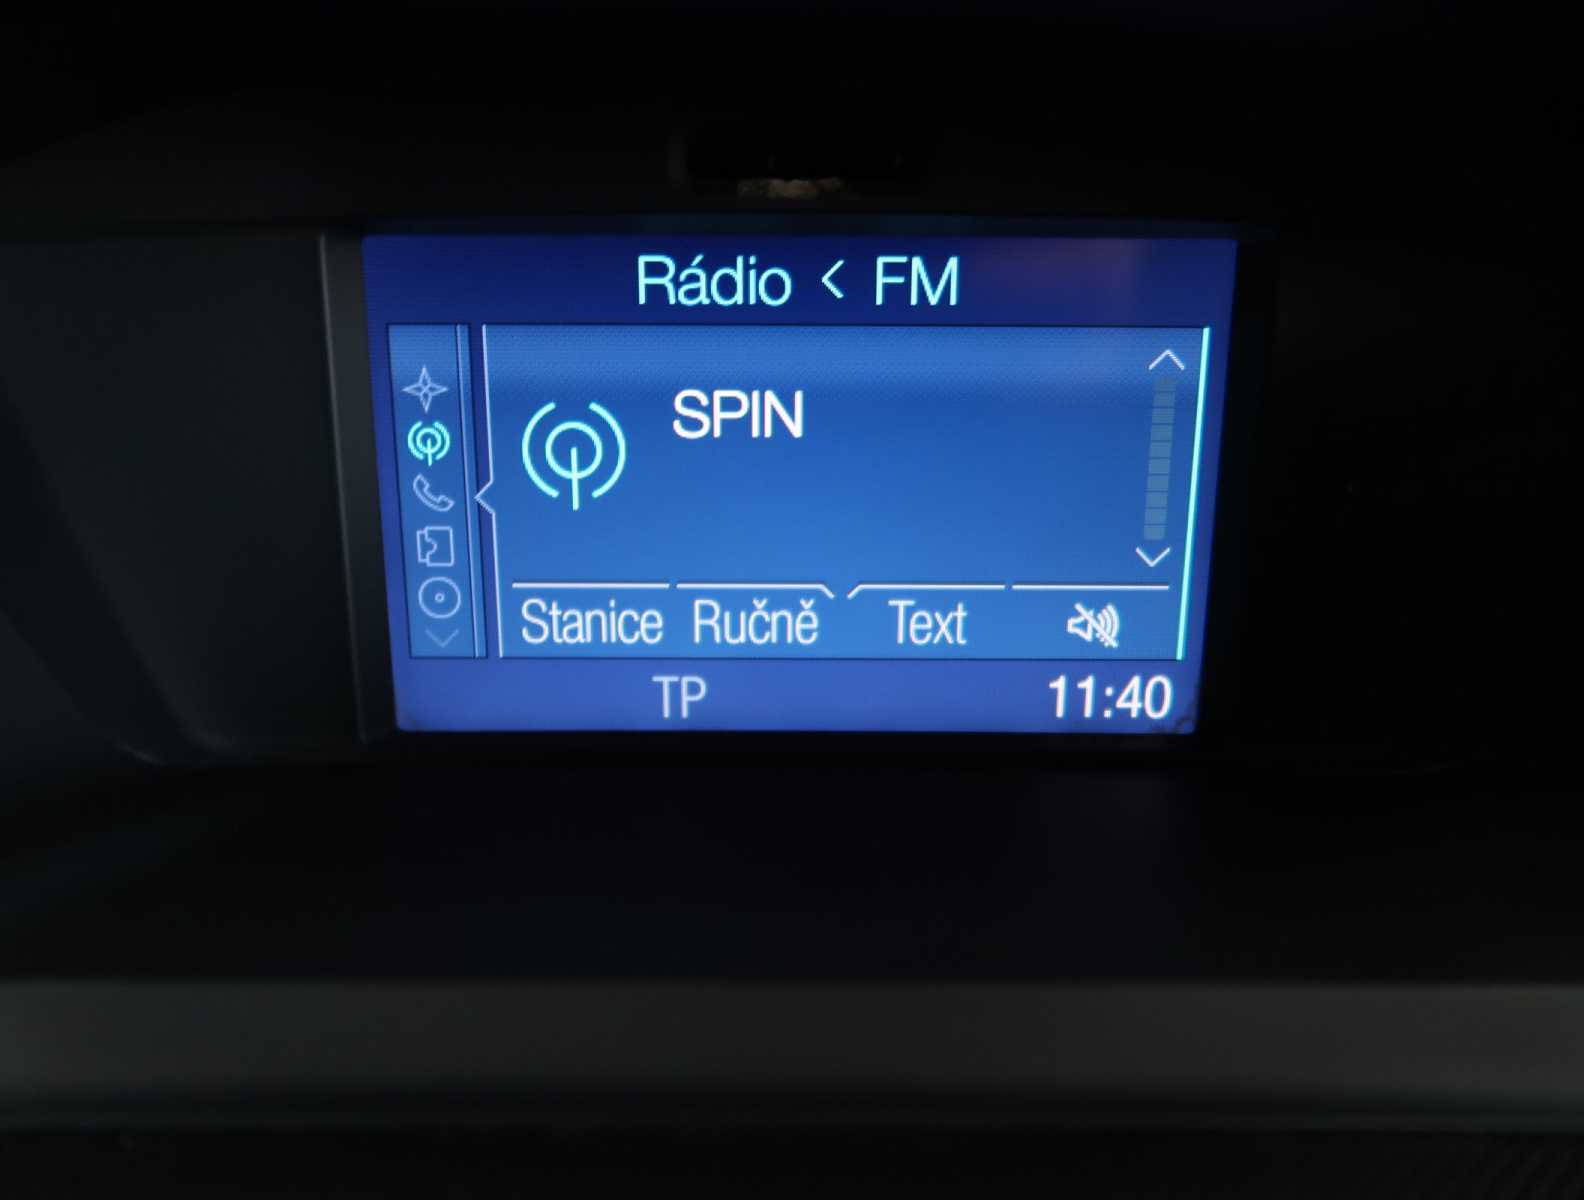 Rádio < FM
SPIN
Stanice Ručně Text
TP 11:40